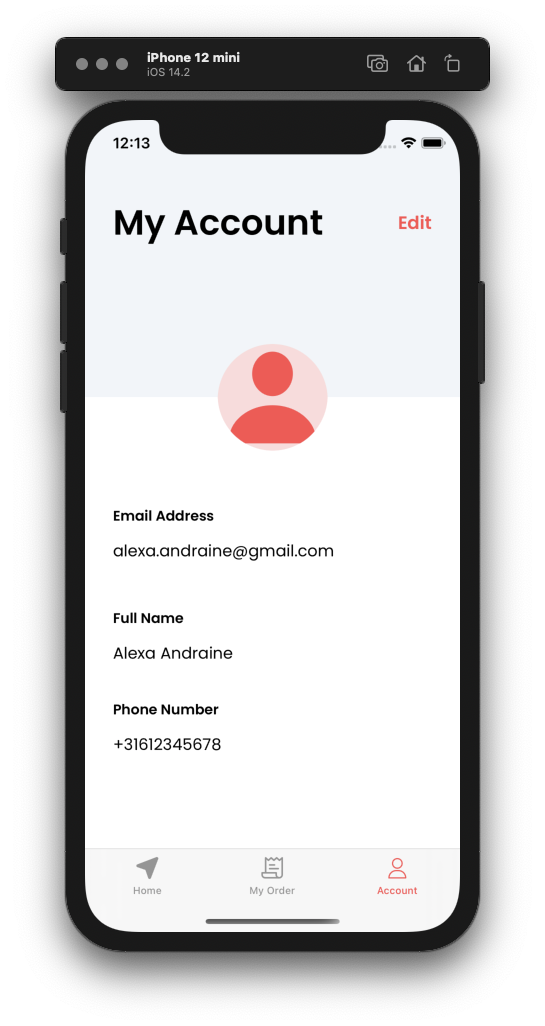 iPhone 12 mini
iOS 14.2
12:13
My Account
Edit
Email Address
alexa.andraine@gmail.com
Full Name
Alexa Andraine
Phone Number
+31612345678
Home
My Order
Account